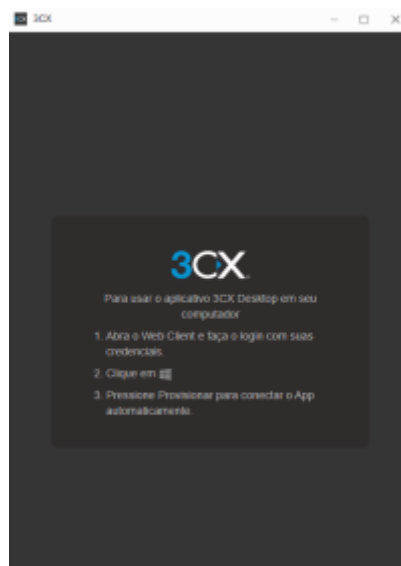 3CX
3CX
Para usar o aplicativo 3CX Desktop em seu
computador
1. Abra o Web Client e faça o login com suas
credenciais.
2. Clique em
3. Pressione Provisionar para conectar o App
automaticamente.